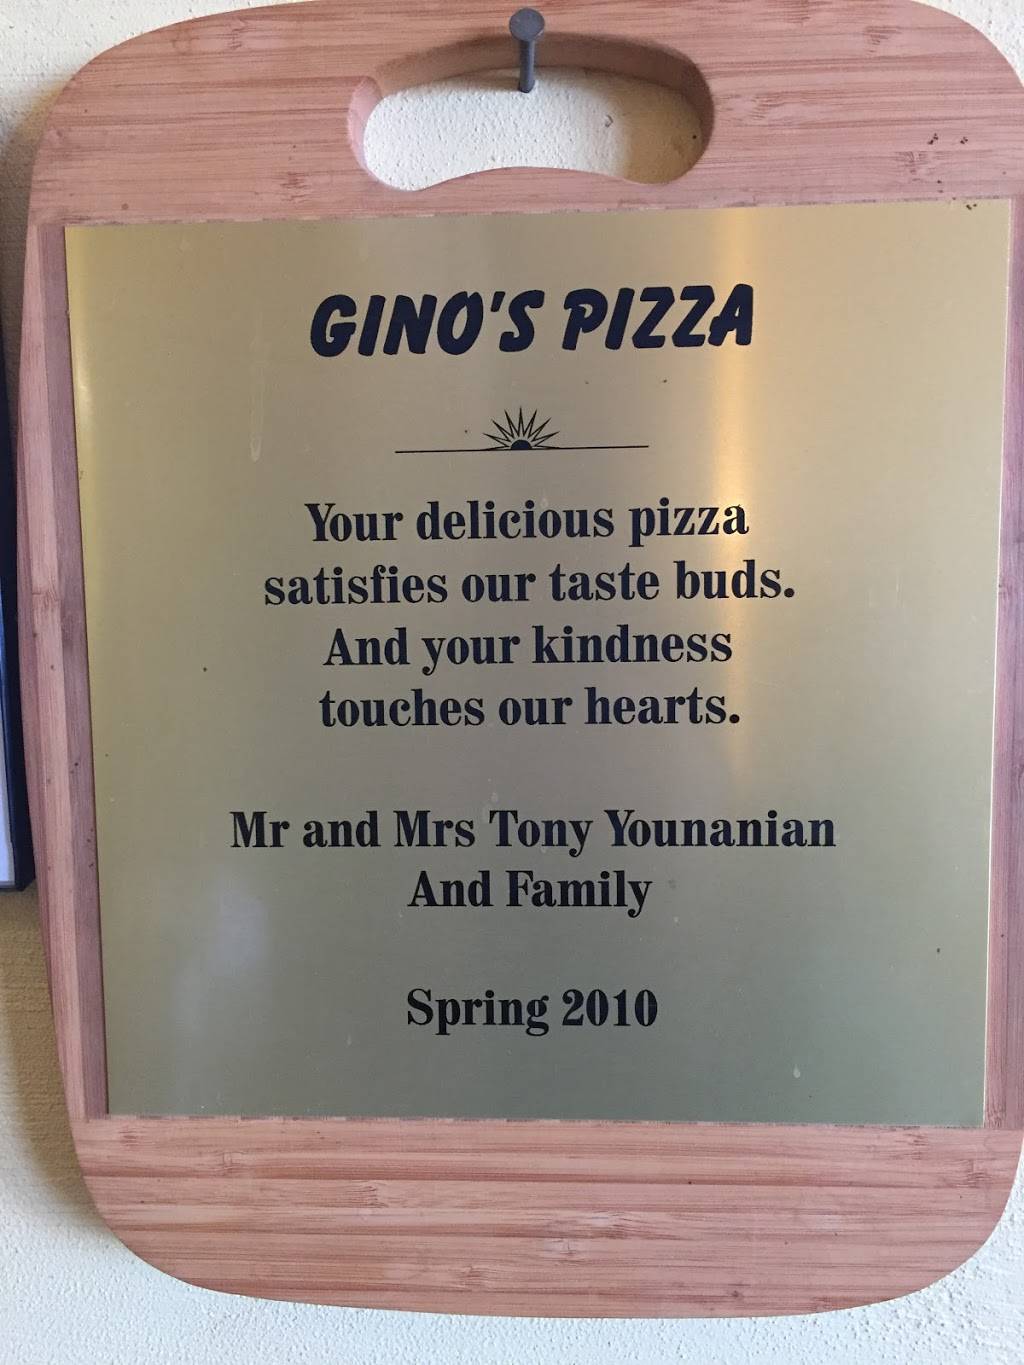 GINO'S PIZZA
Your delicious pizza
satisfies our taste buds.
And your kindness
touches our hearts.
Mr and Mrs Tony Younanian
And Family
Spring 2010